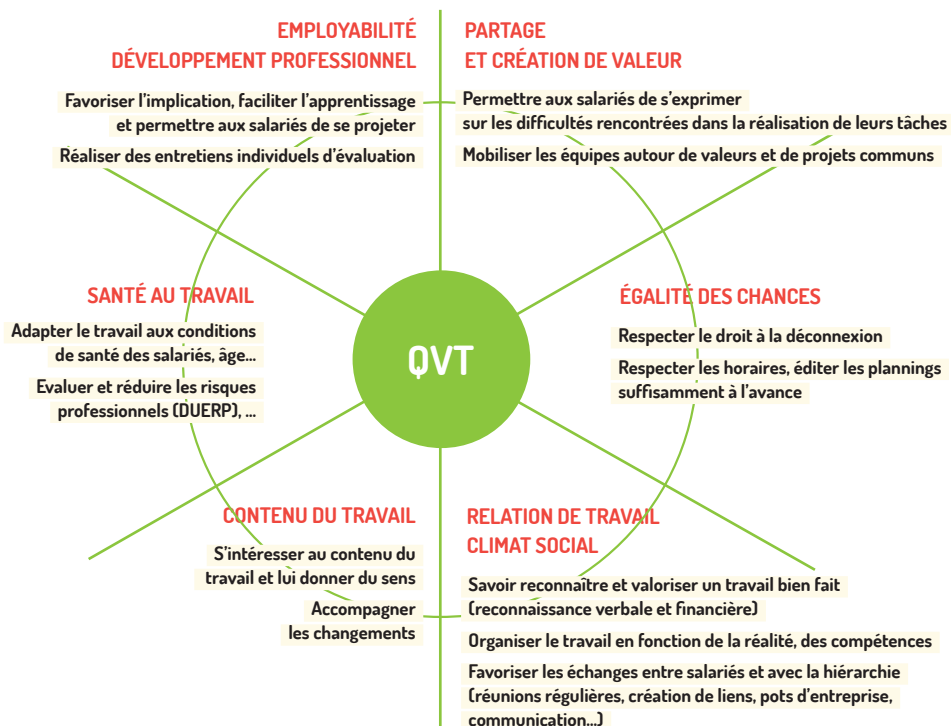 EMPLOYABILITÉ
DÉVELOPPEMENT PROFESSIONNEL
Favoriser l'implication, faciliter l'apprentissage
et permettre aux salariés de se projeter
Réaliser des entretiens individuels d'évaluation
PARTAGE
ET CRÉATION DE VALEUR
Permettre aux salariés de s'exprimer
sur les difficultés rencontrées dans la réalisation de leurs tâches
Mobiliser les équipes autour de valeurs et de projets communs
SANTÉ AU TRAVAIL
Adapter le travail aux conditions
de santé des salariés, âge...
Evaluer et réduire les risques
professionnels (DUERP), ...
QVT
ÉGALITÉ DES CHANCES
Respecter le droit à la déconnexion
Respecter les horaires, éditer les plannings
suffisamment à l'avance
CONTENU DU TRAVAIL
S'intéresser au contenu du
travail et lui donner du sens
Accompagner
les changements
RELATION DE TRAVAIL
CLIMAT SOCIAL
Savoir reconnaître et valoriser un travail bien fait
(reconnaissance verbale et financière)
Organiser le travail en fonction de la réalité, des compétences
Favoriser les échanges entre salariés et avec la hiérarchie
(réunions régulières, création de liens, pots d'entreprise,
communication...)